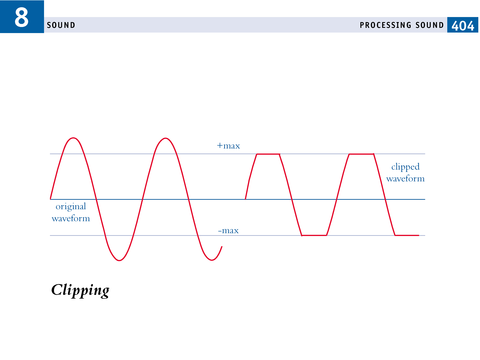 8
SOUND
PROCESSING SOUND 404
+max
clipped
waveform
original
waveform
-max
Clipping